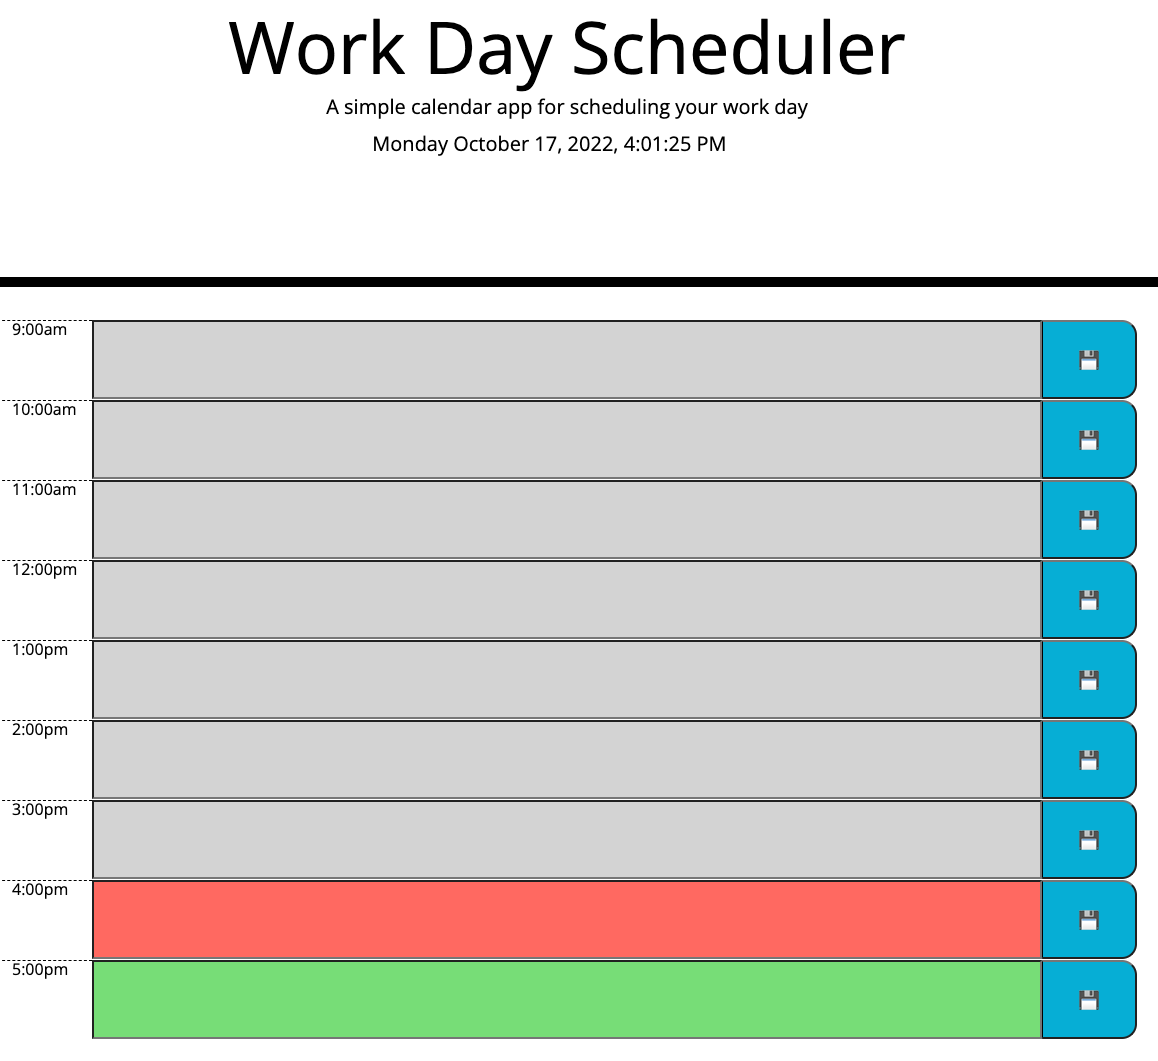 Work Day Scheduler
A simple calendar app for scheduling your work day
Monday October 17, 2022, 4:01:25 PM
9:00am
10:00am
11:00am
12:00pm
1:00pm
2:00pm
3:00pm
4:00pm
5:00pm